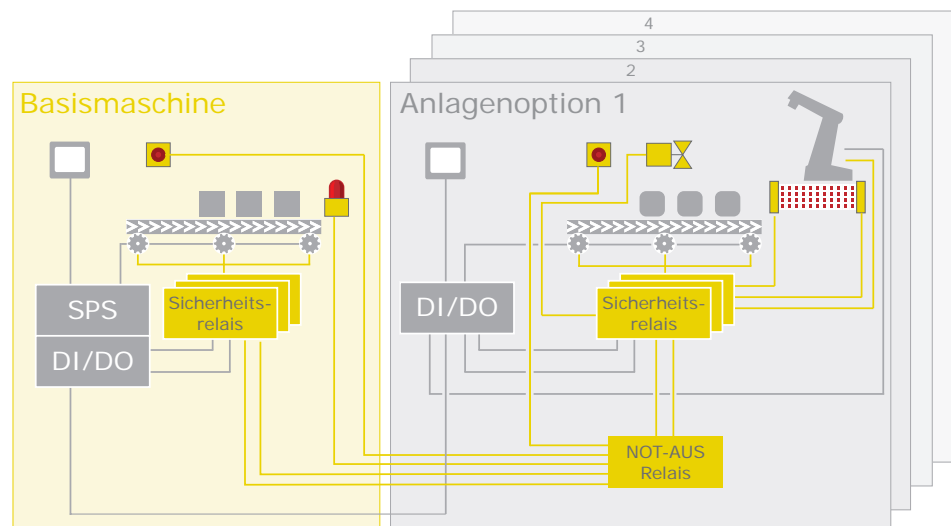 4
3
2
Basismaschine
Anlagenoption 1
SPS
DI/DO
Sicherheits-
relais
DI/DO
Sicherheits-
relais
NOT-AUS
Relais